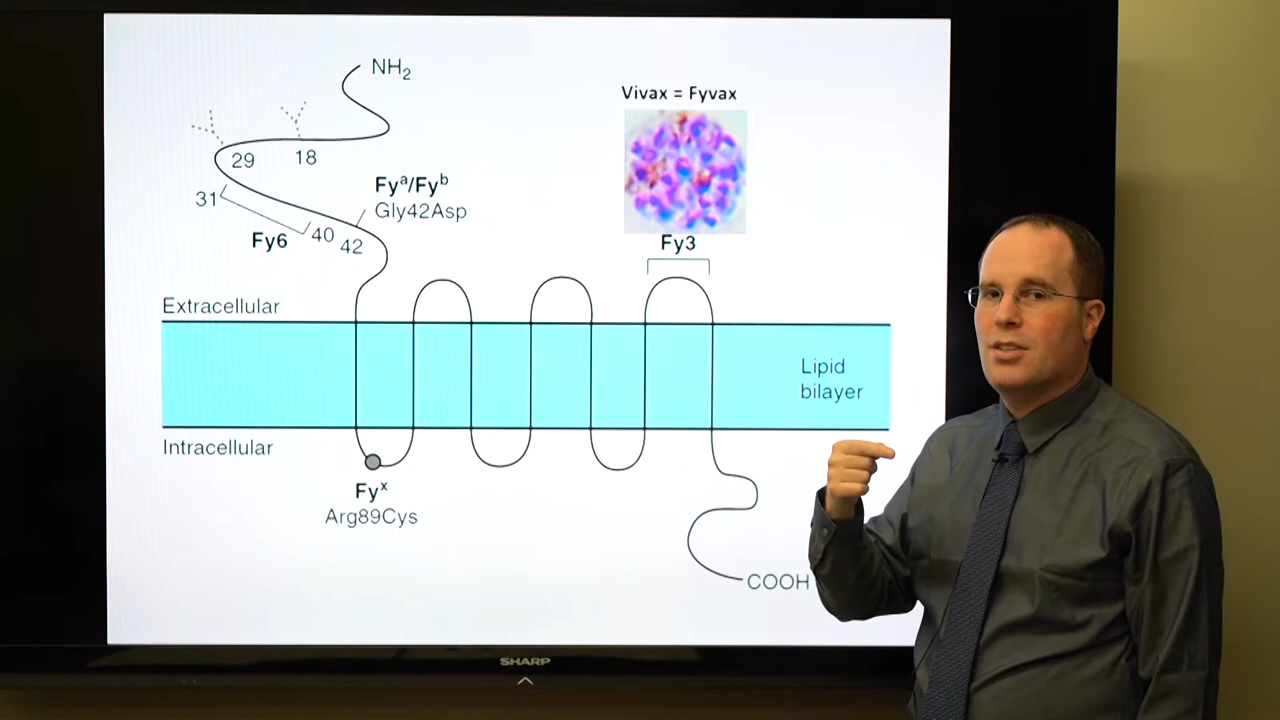 NH₂
Vivax = Fyvax
29
18
31
Fyᵃ/Fyᵇ
Gly42Asp
Fy6
40
42
Fy3
Extracellular
Lipid
bilayer
Intracellular
Fyˣ
Arg89Cys
COOH
SHARP